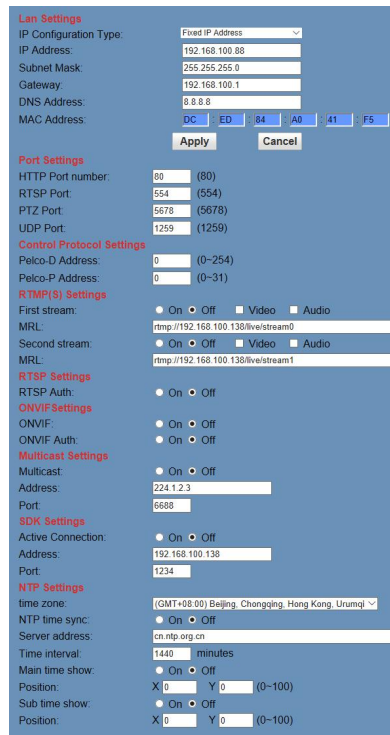 Lan Settings
IP Configuration Type: Fixed IP Address
IP Address: 192.168.100.88
Subnet Mask: 255.255.255.0
Gateway: 192.168.100.1
DNS Address: 8.8.8.8
MAC Address: DC : ED : 84 : A0 : 41 : F5
Apply Cancel
Port Settings
HTTP Port number: 80 (80)
RTSP Port: 554 (554)
PTZ Port: 5678 (5678)
UDP Port: 1259 (1259)
Control Protocol Settings
Pelco-D Address: 0 (0~254)
Pelco-P Address: 0 (0~31)
RTMP(S) Settings
First stream: On Off Video Audio
MRL: rtmp://192.168.100.138/live/stream0
Second stream: On Off Video Audio
MRL: rtmp://192.168.100.138/live/stream1
RTSP Settings
RTSP Auth: On Off
ONVIFSettings
ONVIF: On Off
ONVIF Auth: On Off
Multicast Settings
Multicast: On Off
Address: 224.1.2.3
Port: 6688
SDK Settings
Active Connection: On Off
Address: 192.168.100.138
Port: 1234
NTP Settings
time zone: (GMT+08:00) Beijing, Chongqing, Hong Kong, Urumqi
NTP time sync: On Off
Server address: cn.ntp.org.cn
Time interval: 1440 minutes
Main time show: On Off
Position: X 0 Y 0 (0~100)
Sub time show: On Off
Position: X 0 Y 0 (0~100)